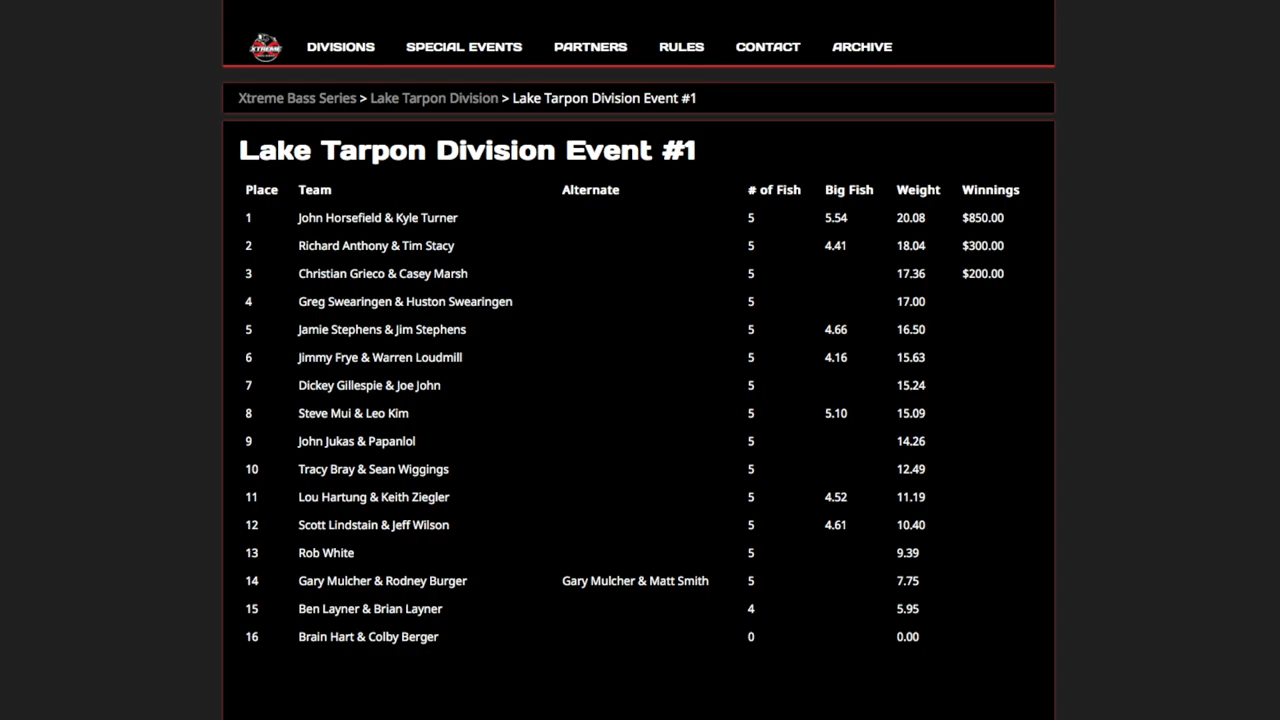 XTREME
DIVISIONS SPECIAL EVENTS PARTNERS RULES CONTACT ARCHIVE
Xtreme Bass Series > Lake Tarpon Division > Lake Tarpon Division Event #1
Lake Tarpon Division Event #1
Place Team Alternate # of Fish Big Fish Weight Winnings
1 John Horsefield & Kyle Turner 5 5.54 20.08 $850.00
2 Richard Anthony & Tim Stacy 5 4.41 18.04 $300.00
3 Christian Grieco & Casey Marsh 5 17.36 $200.00
4 Greg Swearingen & Huston Swearingen 5 17.00
5 Jamie Stephens & Jim Stephens 5 4.66 16.50
6 Jimmy Frye & Warren Loudmill 5 4.16 15.63
7 Dickey Gillespie & Joe John 5 15.24
8 Steve Mui & Leo Kim 5 5.10 15.09
9 John Jukas & Papanlol 5 14.26
10 Tracy Bray & Sean Wiggings 5 12.49
11 Lou Hartung & Keith Ziegler 5 4.52 11.19
12 Scott Lindstain & Jeff Wilson 5 4.61 10.40
13 Rob White 5 9.39
14 Gary Mulcher & Rodney Burger Gary Mulcher & Matt Smith 5 7.75
15 Ben Layner & Brian Layner 4 5.95
16 Brain Hart & Colby Berger 0 0.00